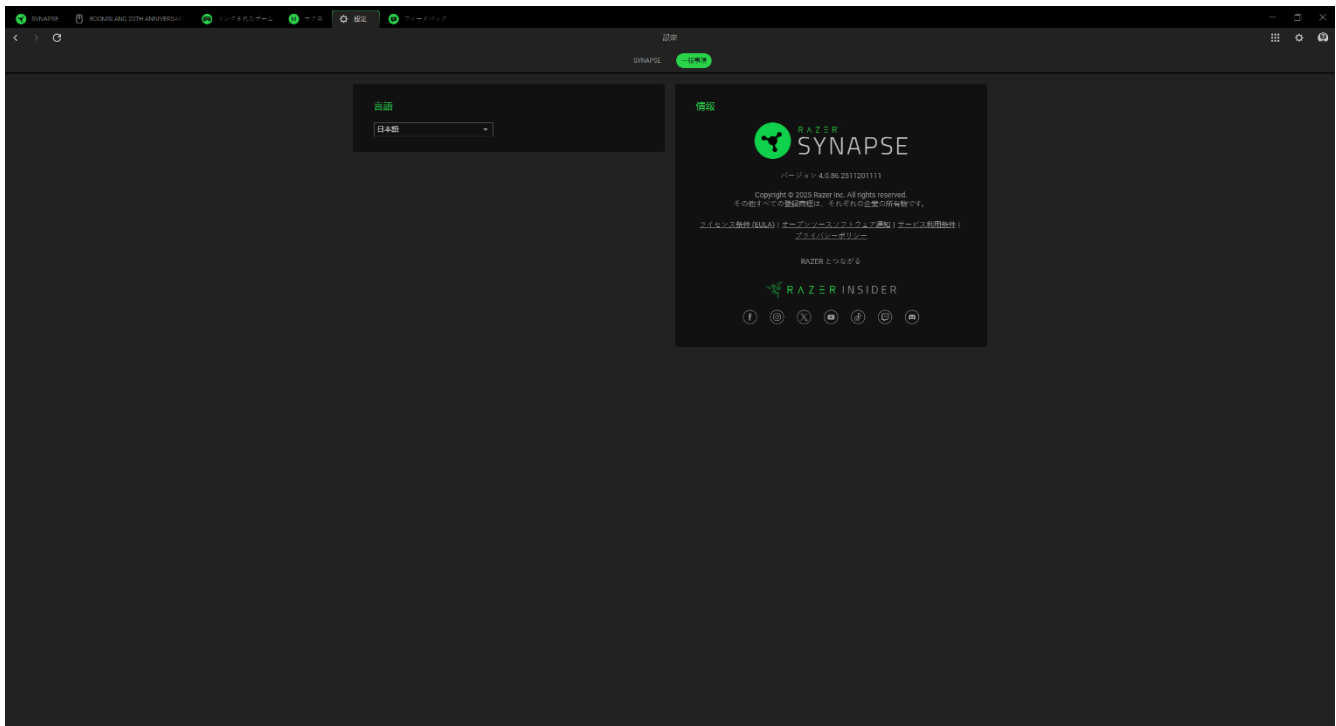 SYNAPSE
BOOMSLANG 20TH ANNIVERSAR
リンクされたゲーム
マクロ
設定
フィードバック
設定
SYNAPSE
一般事項
言語
日本語
情報
RAZER
SYNAPSE
バージョン 4.0.86.2511201111
Copyright © 2025 Razer Inc. All rights reserved.
その他すべての登録商標は、それぞれの企業の所有物です。
ライセンス条件 (EULA) | オープンソースソフトウェア通知 | サービス利用条件 |
プライバシーポリシー
RAZER とつながる
RAZER INSIDER